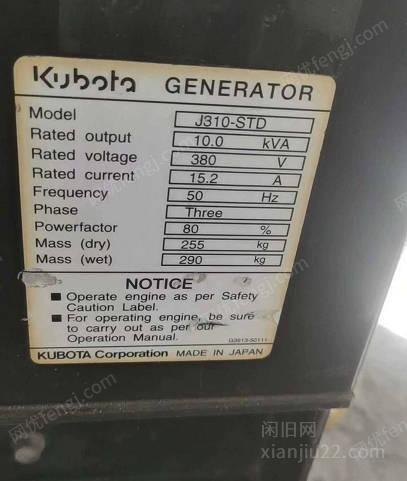 Kubota GENERATOR
Model J310-STD
Rated output 10.0 kVA
Rated voltage 380 V
Rated current 15.2 A
Frequency 50 Hz
Phase Three
Powerfactor 80 %
Mass (dry) 255 kg
Mass (wet) 290 kg
NOTICE
■ Operate engine as per Safety
Caution Label.
■ For operating engine, be sure
to carry out as per our
Operation Manual.
KUBOTA Corporation MADE IN JAPAN
闲旧网
xianjiu22.com